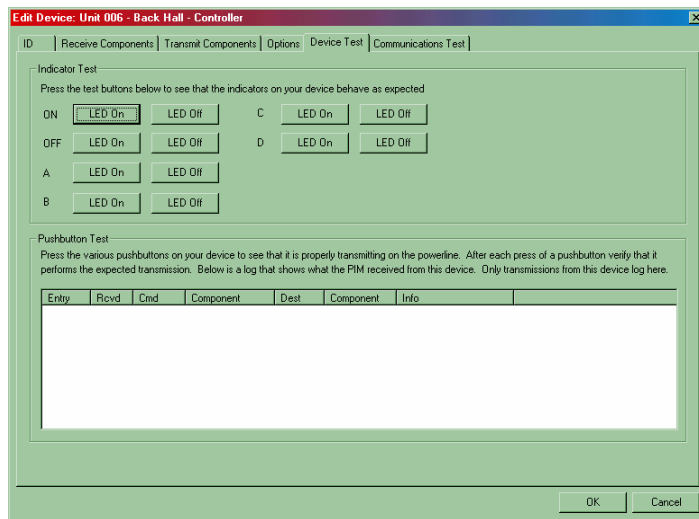 Edit Device: Unit 006 - Back Hall - Controller
ID Receive Components Transmit Components Options Device Test Communications Test
Indicator Test
Press the test buttons below to see that the indicators on your device behave as expected
ON LED On LED Off C LED On LED Off
OFF LED On LED Off D LED On LED Off
A LED On LED Off
B LED On LED Off
Pushbutton Test
Press the various pushbuttons on your device to see that it is properly transmitting on the powerline. After each press of a pushbutton verify that it
performs the expected transmission. Below is a log that shows what the PIM received from this device. Only transmissions from this device log here.
Entry Rcvd Cmd Component Dest Component Info
OK Cancel